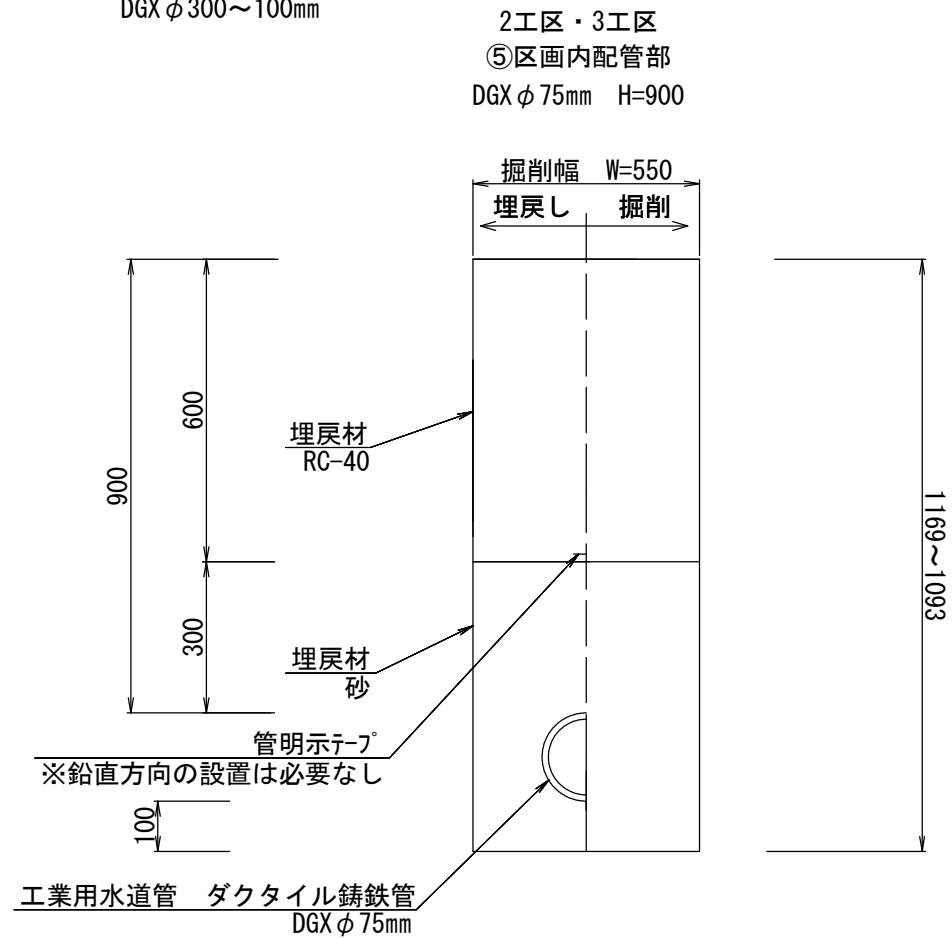 DGXφ300～100mm
2工区・3工区
⑤区画内配管部
DGXφ75mm　H=900
掘削幅　W=550
埋戻し　掘削
600
900
埋戻材
RC-40
1169～1093
300
埋戻材
砂
管明示ﾃｰﾌﾟ
※鉛直方向の設置は必要なし
100
工業用水道管　ダクタイル鋳鉄管
DGXφ75mm